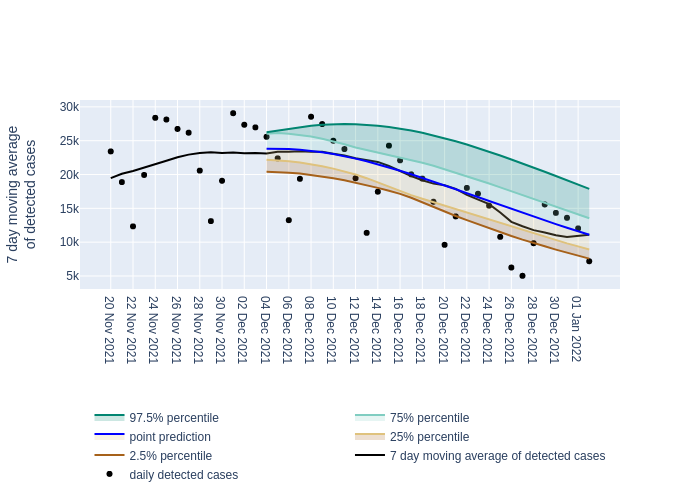 7 day moving average
of detected cases
30k
25k
20k
15k
10k
5k
20 Nov 2021
22 Nov 2021
24 Nov 2021
26 Nov 2021
28 Nov 2021
30 Nov 2021
02 Dec 2021
04 Dec 2021
06 Dec 2021
08 Dec 2021
10 Dec 2021
12 Dec 2021
14 Dec 2021
16 Dec 2021
18 Dec 2021
20 Dec 2021
22 Dec 2021
24 Dec 2021
26 Dec 2021
28 Dec 2021
30 Dec 2021
01 Jan 2022
97.5% percentile
75% percentile
point prediction
25% percentile
2.5% percentile
7 day moving average of detected cases
daily detected cases